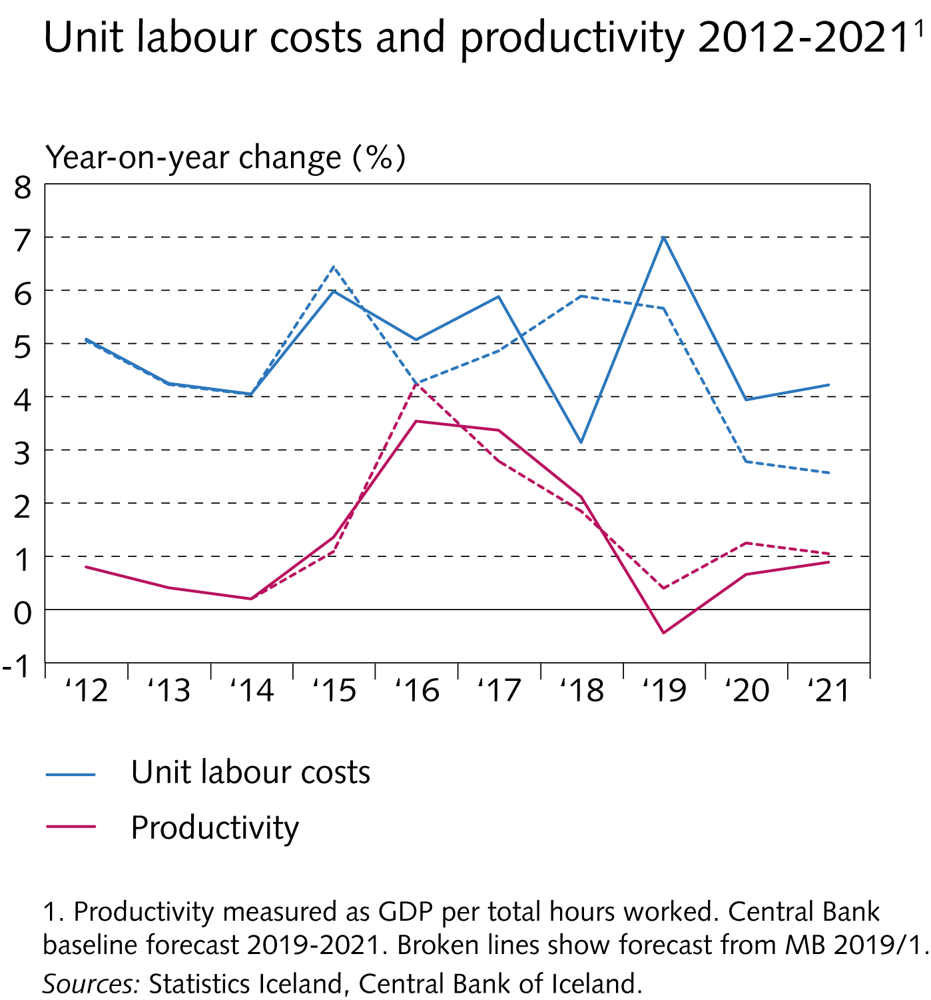 Unit labour costs and productivity 2012-2021¹
Year-on-year change (%)
8
7
6
5
4
3
2
1
0
-1
‘12 ‘13 ‘14 ‘15 ‘16 ‘17 ‘18 ‘19 ‘20 ‘21
Unit labour costs
Productivity
1. Productivity measured as GDP per total hours worked. Central Bank
baseline forecast 2019-2021. Broken lines show forecast from MB 2019/1.
Sources: Statistics Iceland, Central Bank of Iceland.